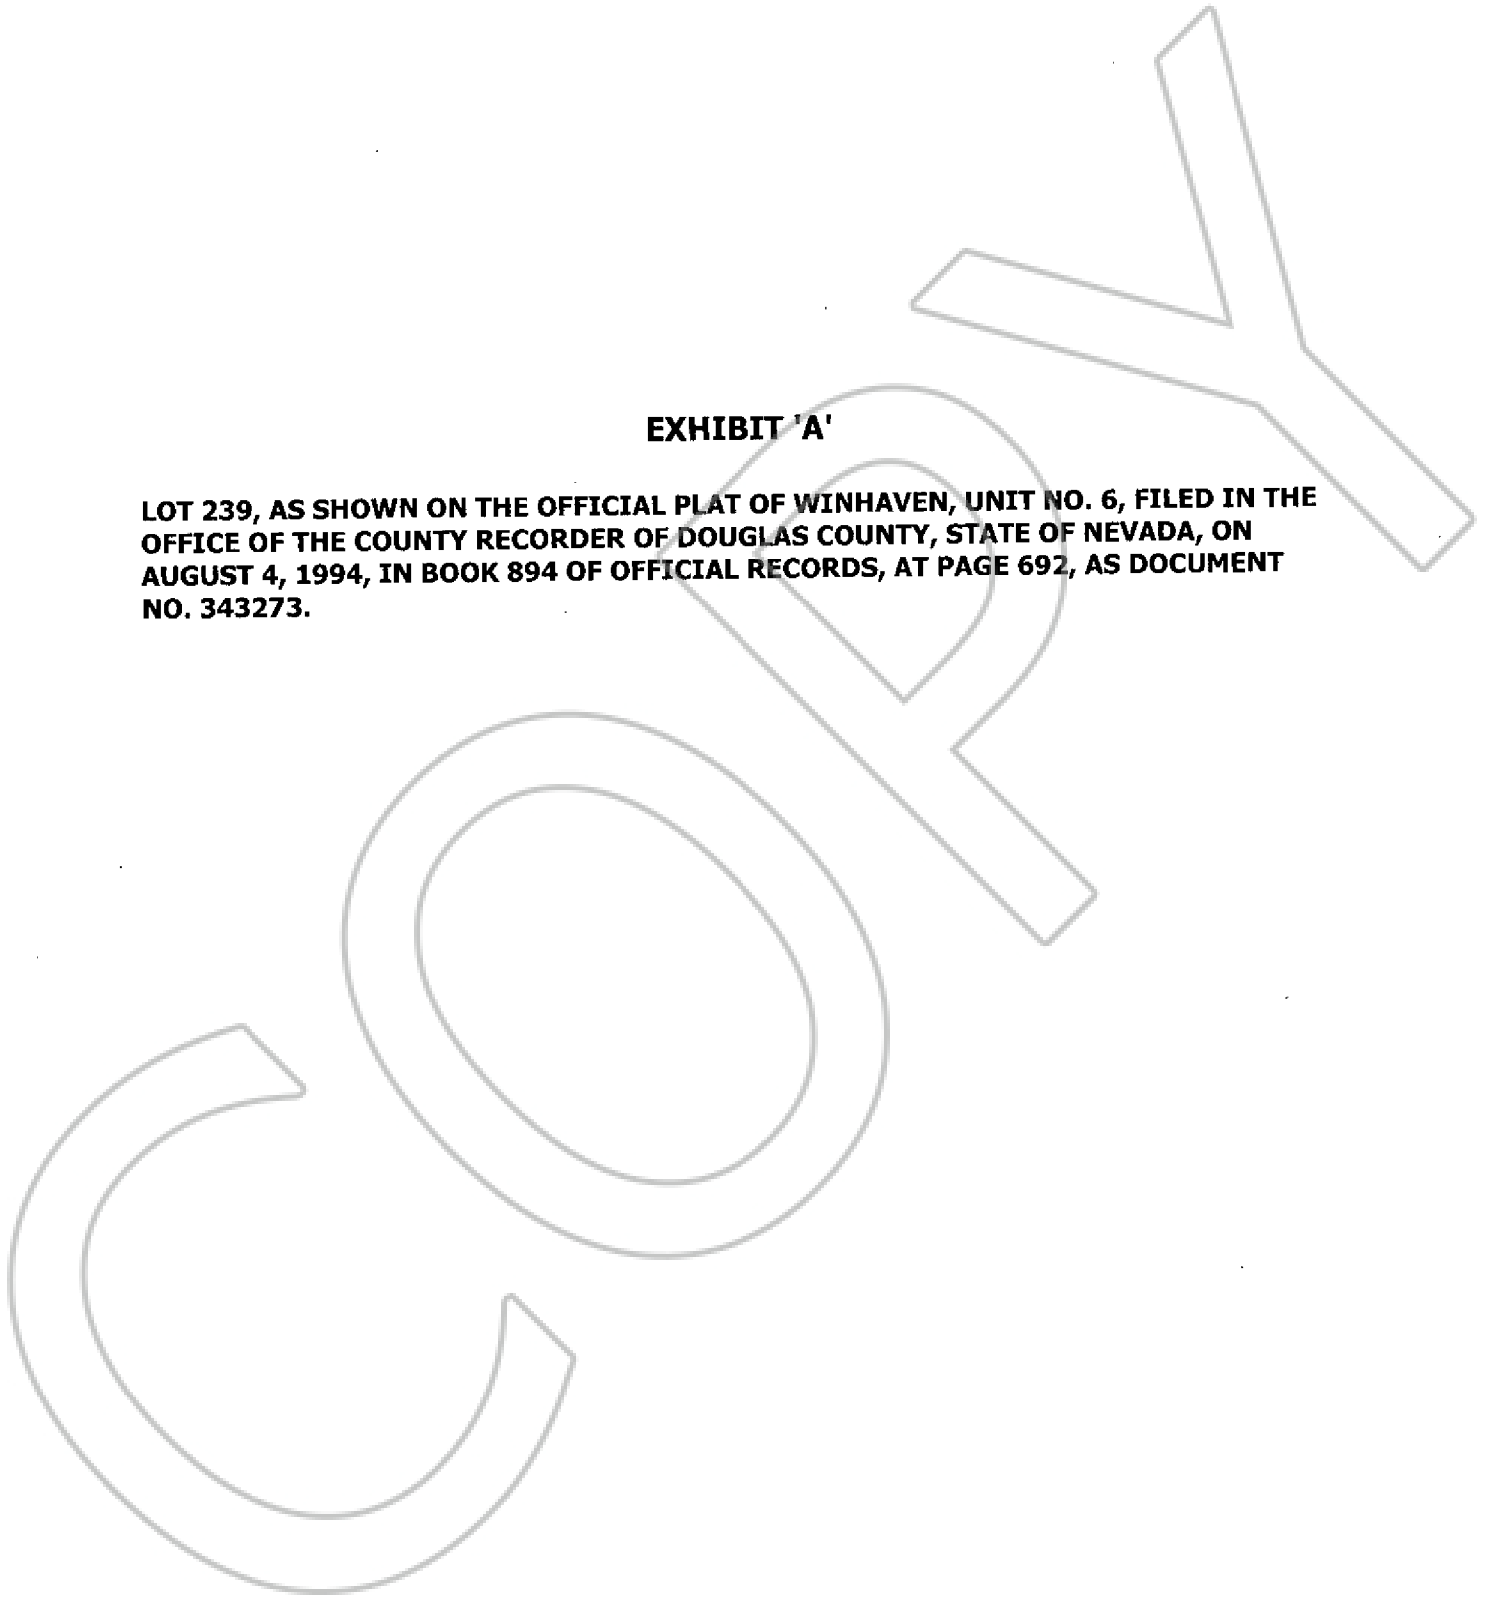 EXHIBIT 'A'
LOT 239, AS SHOWN ON THE OFFICIAL PLAT OF WINHAVEN, UNIT NO. 6, FILED IN THE
OFFICE OF THE COUNTY RECORDER OF DOUGLAS COUNTY, STATE OF NEVADA, ON
AUGUST 4, 1994, IN BOOK 894 OF OFFICIAL RECORDS, AT PAGE 692, AS DOCUMENT
NO. 343273.
COPY